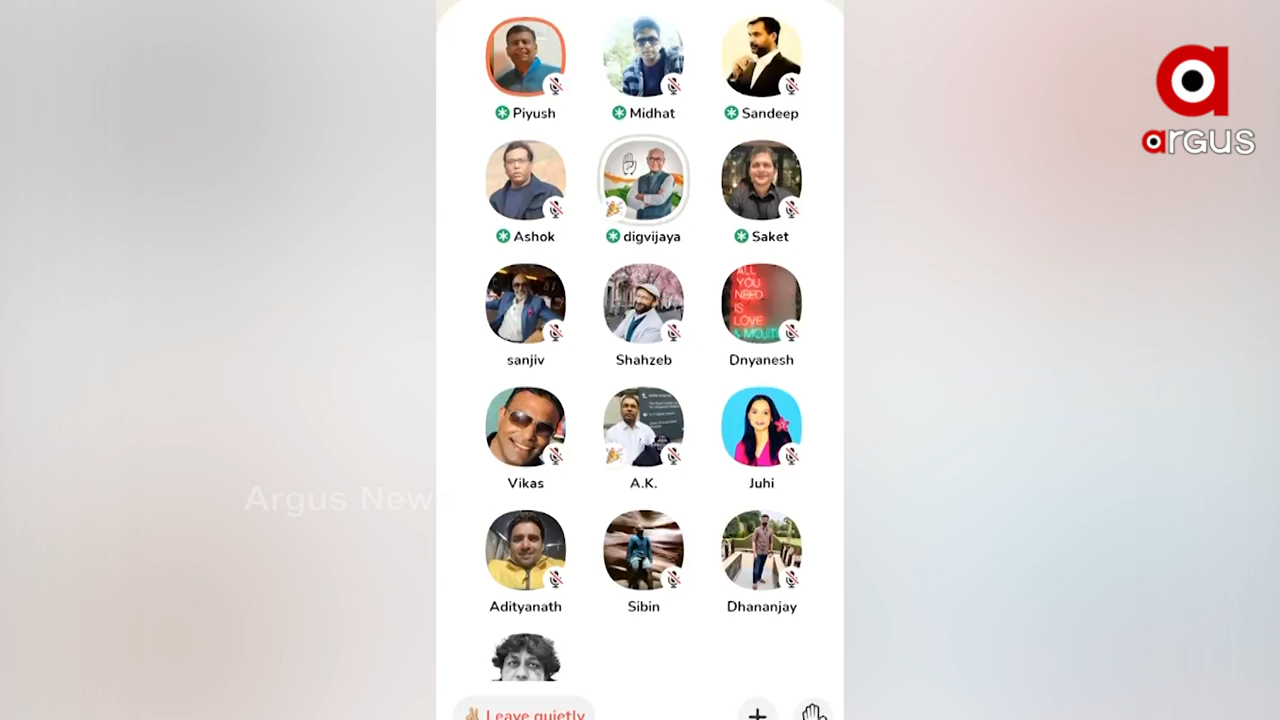 argus
Piyush
Midhat
Sandeep
Ashok
digvijaya
Saket
ALL
YOU
NEED
IS
LOVE
& MOJIT
sanjiv
Shahzeb
Dnyanesh
Vikas
A.K.
Juhi
Argus News
Adityanath
Sibin
Dhananjay
Leave quietly